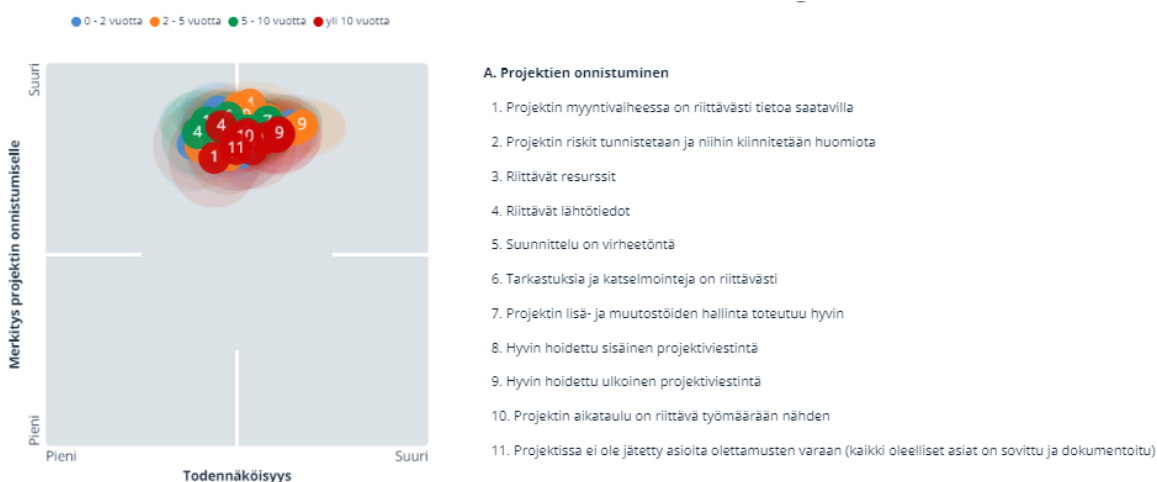 0 - 2 vuotta 2 - 5 vuotta 5 - 10 vuotta yli 10 vuotta
Suuri
Merkitys projektin onnistumiselle
Pieni
4 4 7 10 9 9 11 1
Pieni Suuri
Todennäköisyys
A. Projektien onnistuminen
1. Projektin myyntivaiheessa on riittävästi tietoa saatavilla
2. Projektin riskit tunnistetaan ja niihin kiinnitetään huomiota
3. Riittävät resurssit
4. Riittävät lähtötiedot
5. Suunnittelu on virheetöntä
6. Tarkastuksia ja katselmointeja on riittävästi
7. Projektin lisä- ja muutostöiden hallinta toteutuu hyvin
8. Hyvin hoidettu sisäinen projektiviestintä
9. Hyvin hoidettu ulkoinen projektiviestintä
10. Projektin aikataulu on riittävä työmäärään nähden
11. Projektissa ei ole jätetty asioita olettamusten varaan (kaikki oleelliset asiat on sovittu ja dokumentoitu)